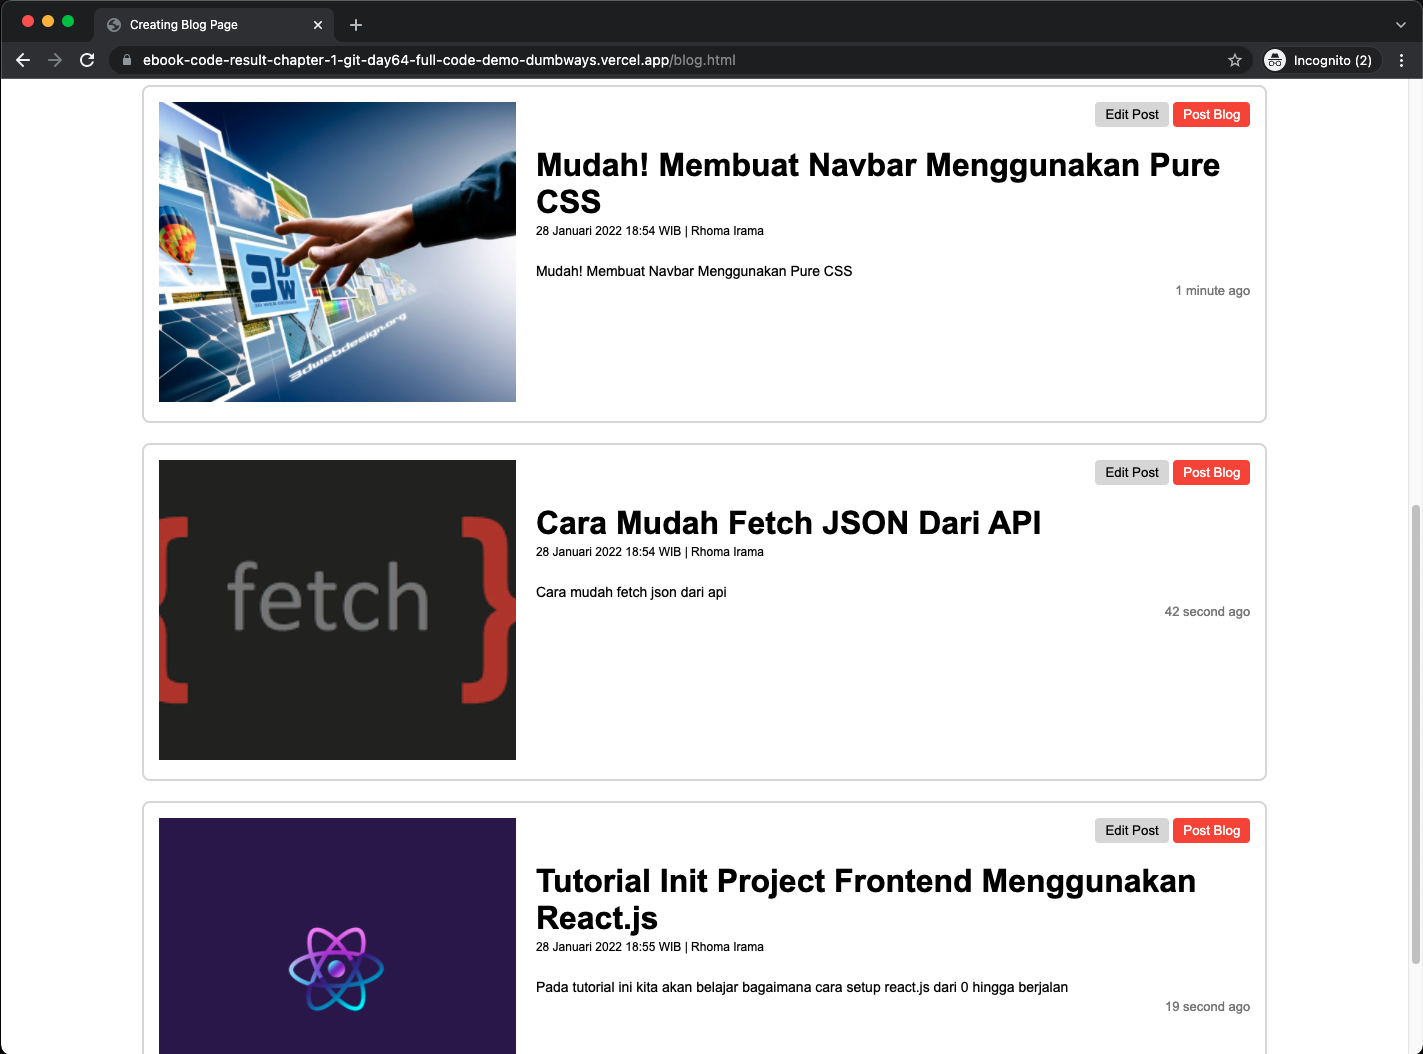 Creating Blog Page
ebook-code-result-chapter-1-git-day64-full-code-demo-dumbways.vercel.app/blog.html
Incognito (2)
3DW
3dwebdesign.org
Edit Post Post Blog
Mudah! Membuat Navbar Menggunakan Pure
CSS
28 Januari 2022 18:54 WIB | Rhoma Irama
Mudah! Membuat Navbar Menggunakan Pure CSS
1 minute ago
{ fetch }
Edit Post Post Blog
Cara Mudah Fetch JSON Dari API
28 Januari 2022 18:54 WIB | Rhoma Irama
Cara mudah fetch json dari api
42 second ago
Edit Post Post Blog
Tutorial Init Project Frontend Menggunakan
React.js
28 Januari 2022 18:55 WIB | Rhoma Irama
Pada tutorial ini kita akan belajar bagaimana cara setup react.js dari 0 hingga berjalan
19 second ago